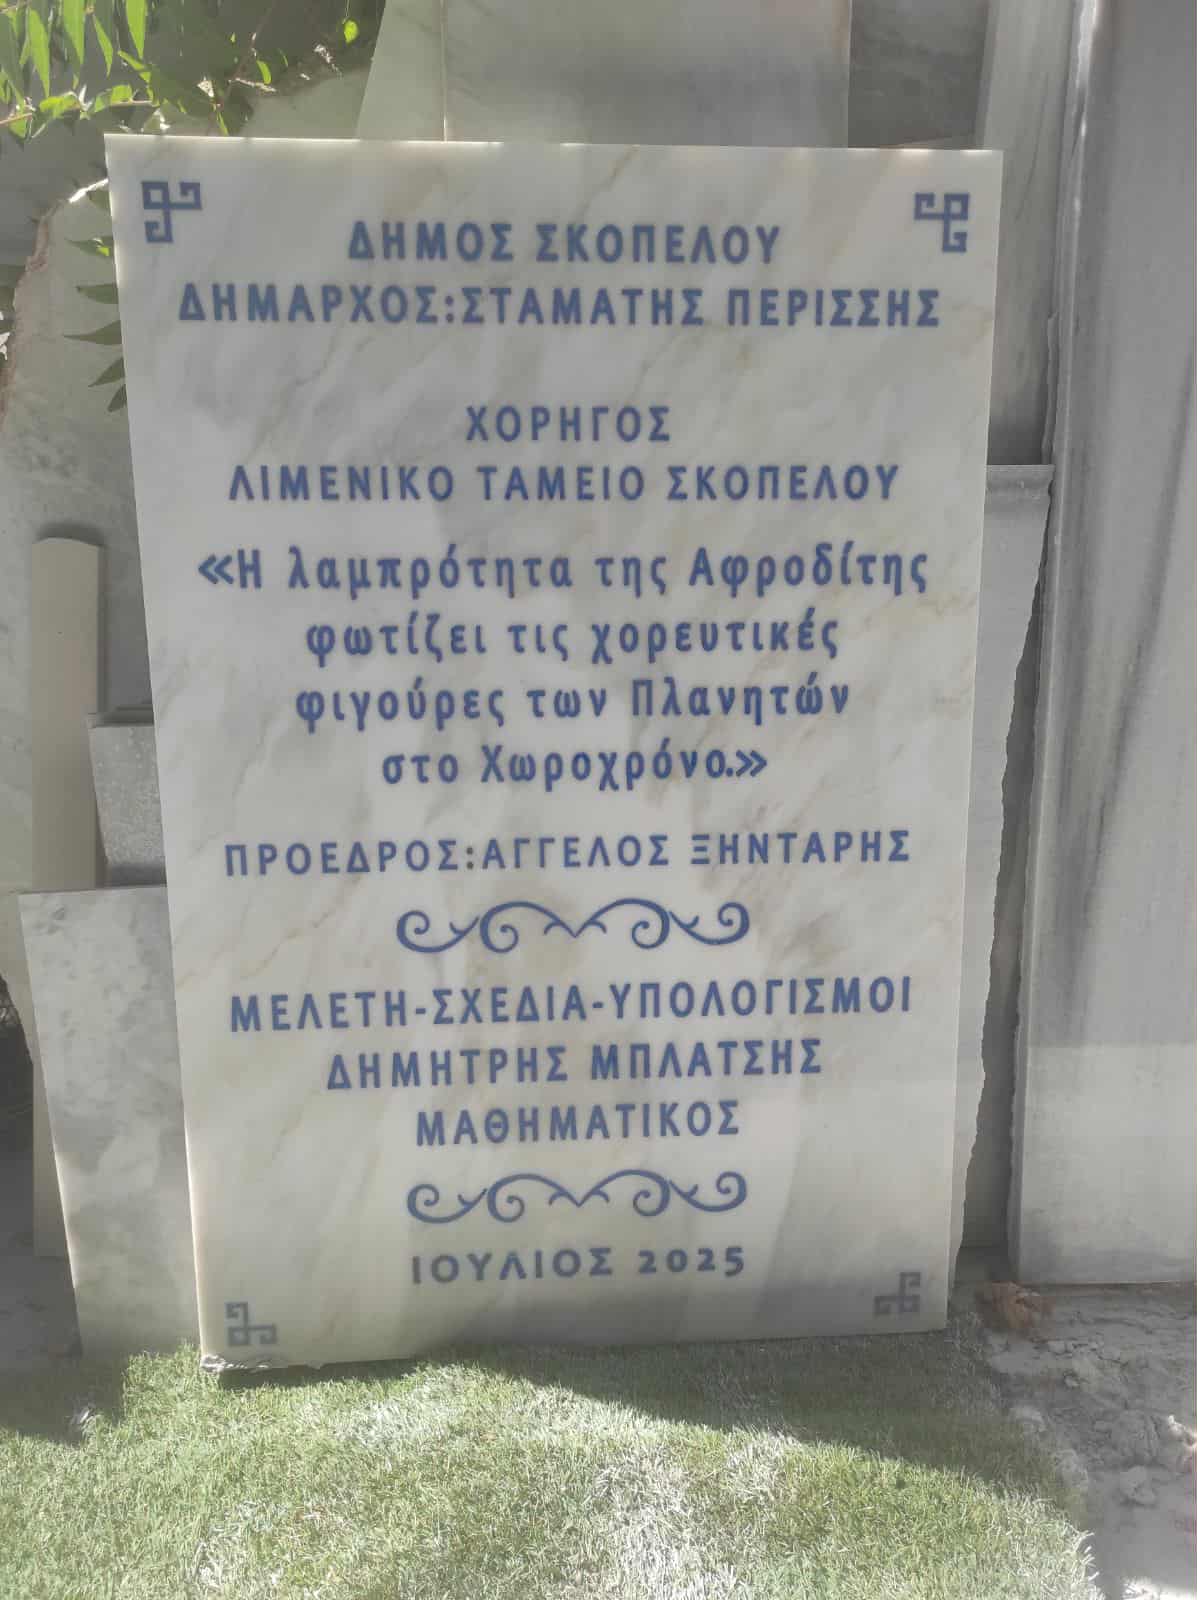 ΔΗΜΟΣ ΣΚΟΠΕΛΟΥ
ΔΗΜΑΡΧΟΣ:ΣΤΑΜΑΤΗΣ ΠΕΡΙΣΣΗΣ
ΧΟΡΗΓΟΣ
ΛΙΜΕΝΙΚΟ ΤΑΜΕΙΟ ΣΚΟΠΕΛΟΥ
«Η λαμπρότητα της Αφροδίτης
φωτίζει τις χορευτικές
φιγούρες των Πλανητών
στο Χωροχρόνο.»
ΠΡΟΕΔΡΟΣ:ΑΓΓΕΛΟΣ ΞΗΝΤΑΡΗΣ
ΜΕΛΕΤΗ-ΣΧΕΔΙΑ-ΥΠΟΛΟΓΙΣΜΟΙ
ΔΗΜΗΤΡΗΣ ΜΠΛΑΤΣΗΣ
ΜΑΘΗΜΑΤΙΚΟΣ
ΙΟΥΛΙΟΣ 2025